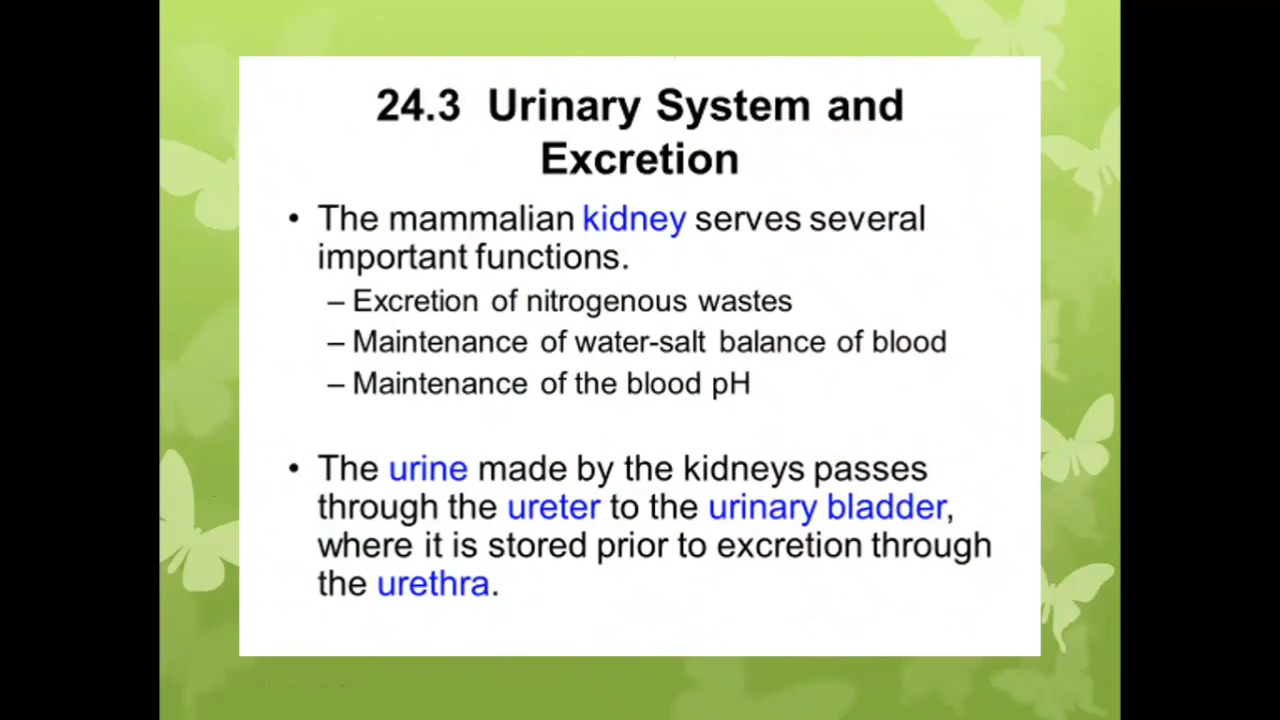 24.3 Urinary System and
Excretion
• The mammalian kidney serves several
important functions.
– Excretion of nitrogenous wastes
– Maintenance of water-salt balance of blood
– Maintenance of the blood pH
• The urine made by the kidneys passes
through the ureter to the urinary bladder,
where it is stored prior to excretion through
the urethra.